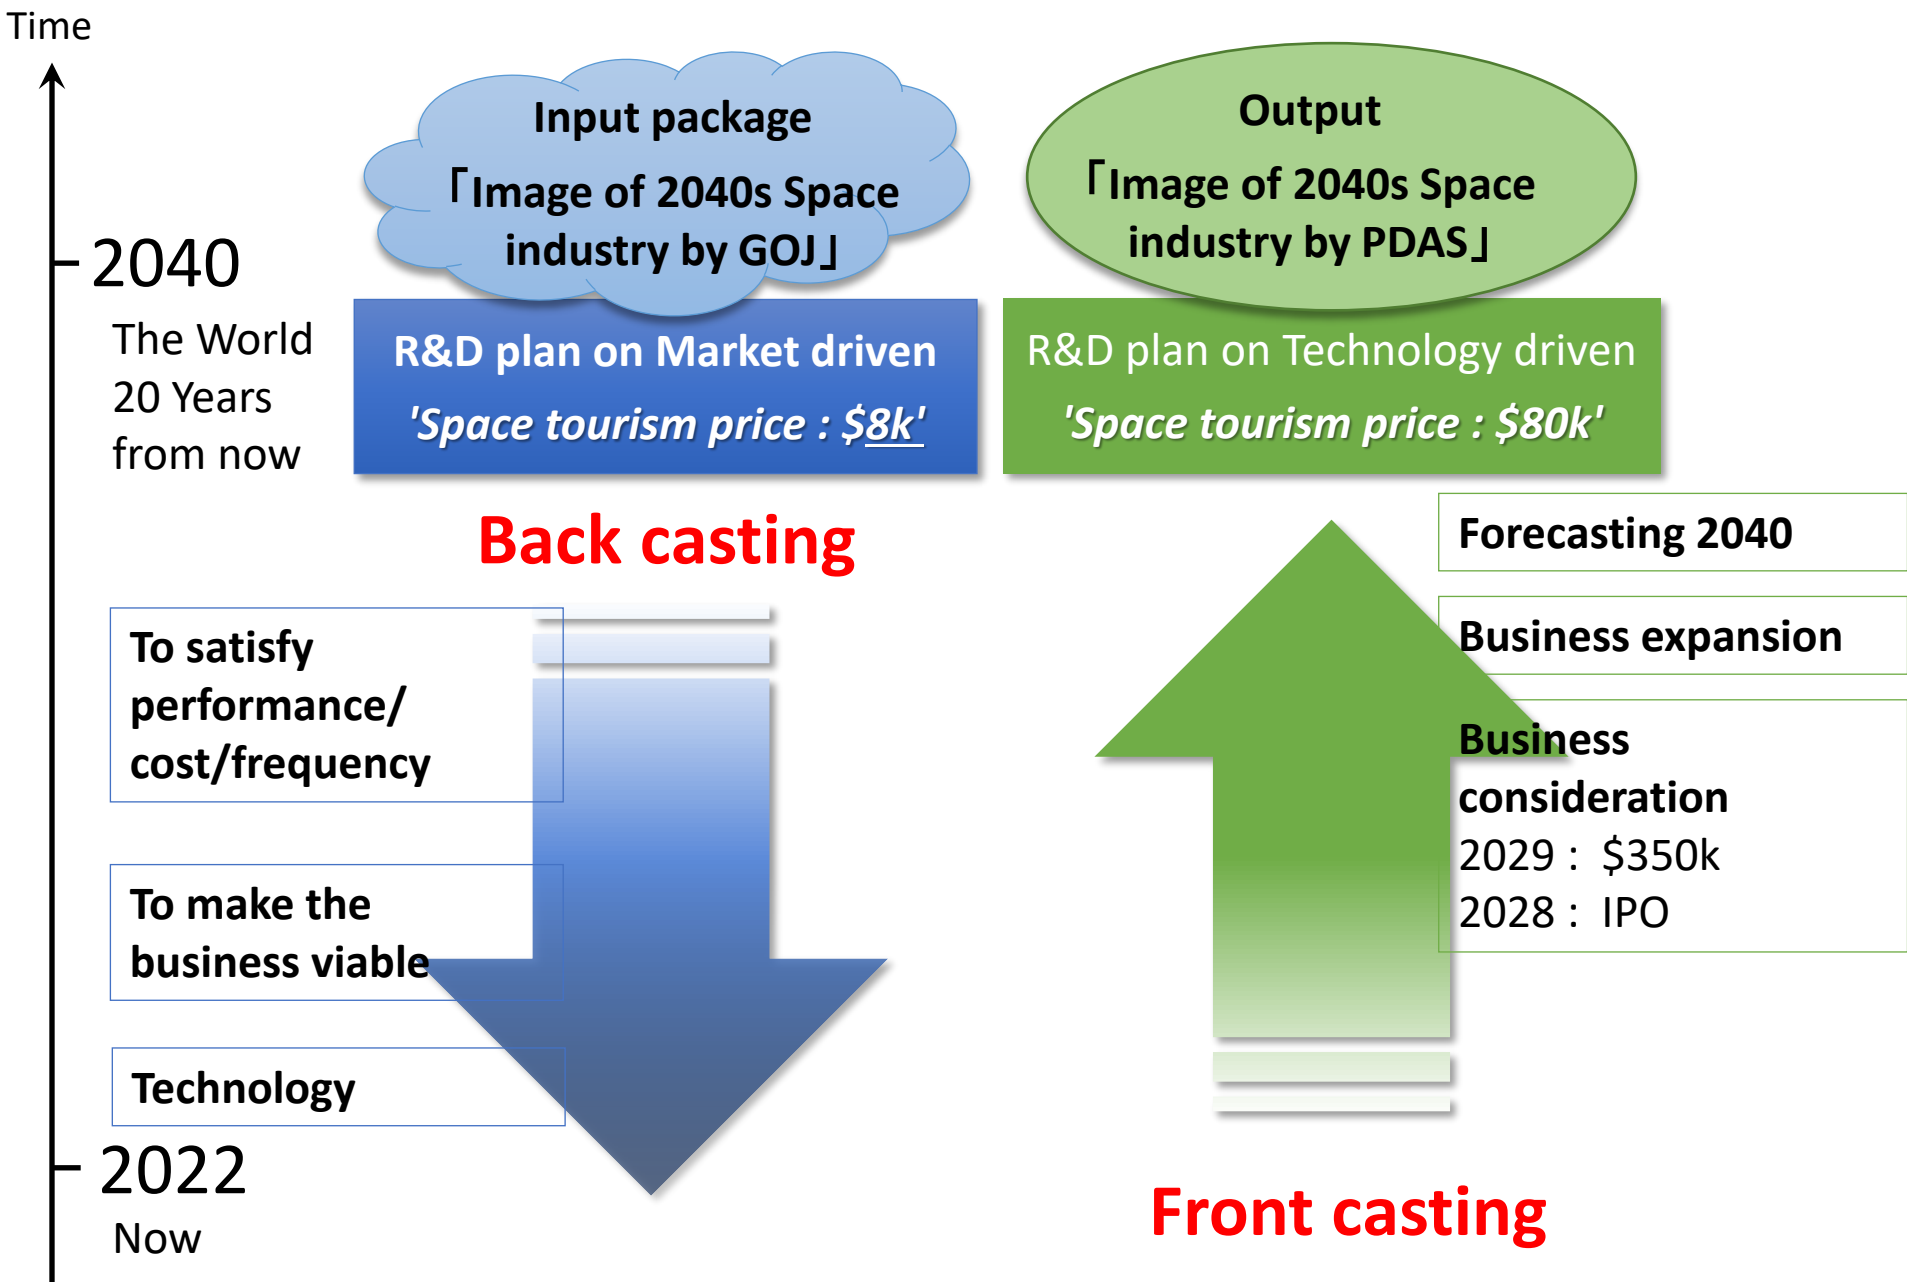 Time
Input package
「Image of 2040s Space
industry by GOJ」
Output
「Image of 2040s Space
industry by PDAS」
2040
The World
20 Years
from now
R&D plan on Market driven
'Space tourism price : $8k'
R&D plan on Technology driven
'Space tourism price : $80k'
Back casting
To satisfy
performance/
cost/frequency
To make the
business viable
Technology
Forecasting 2040
Business expansion
Business
consideration
2029 : $350k
2028 : IPO
2022
Now
Front casting